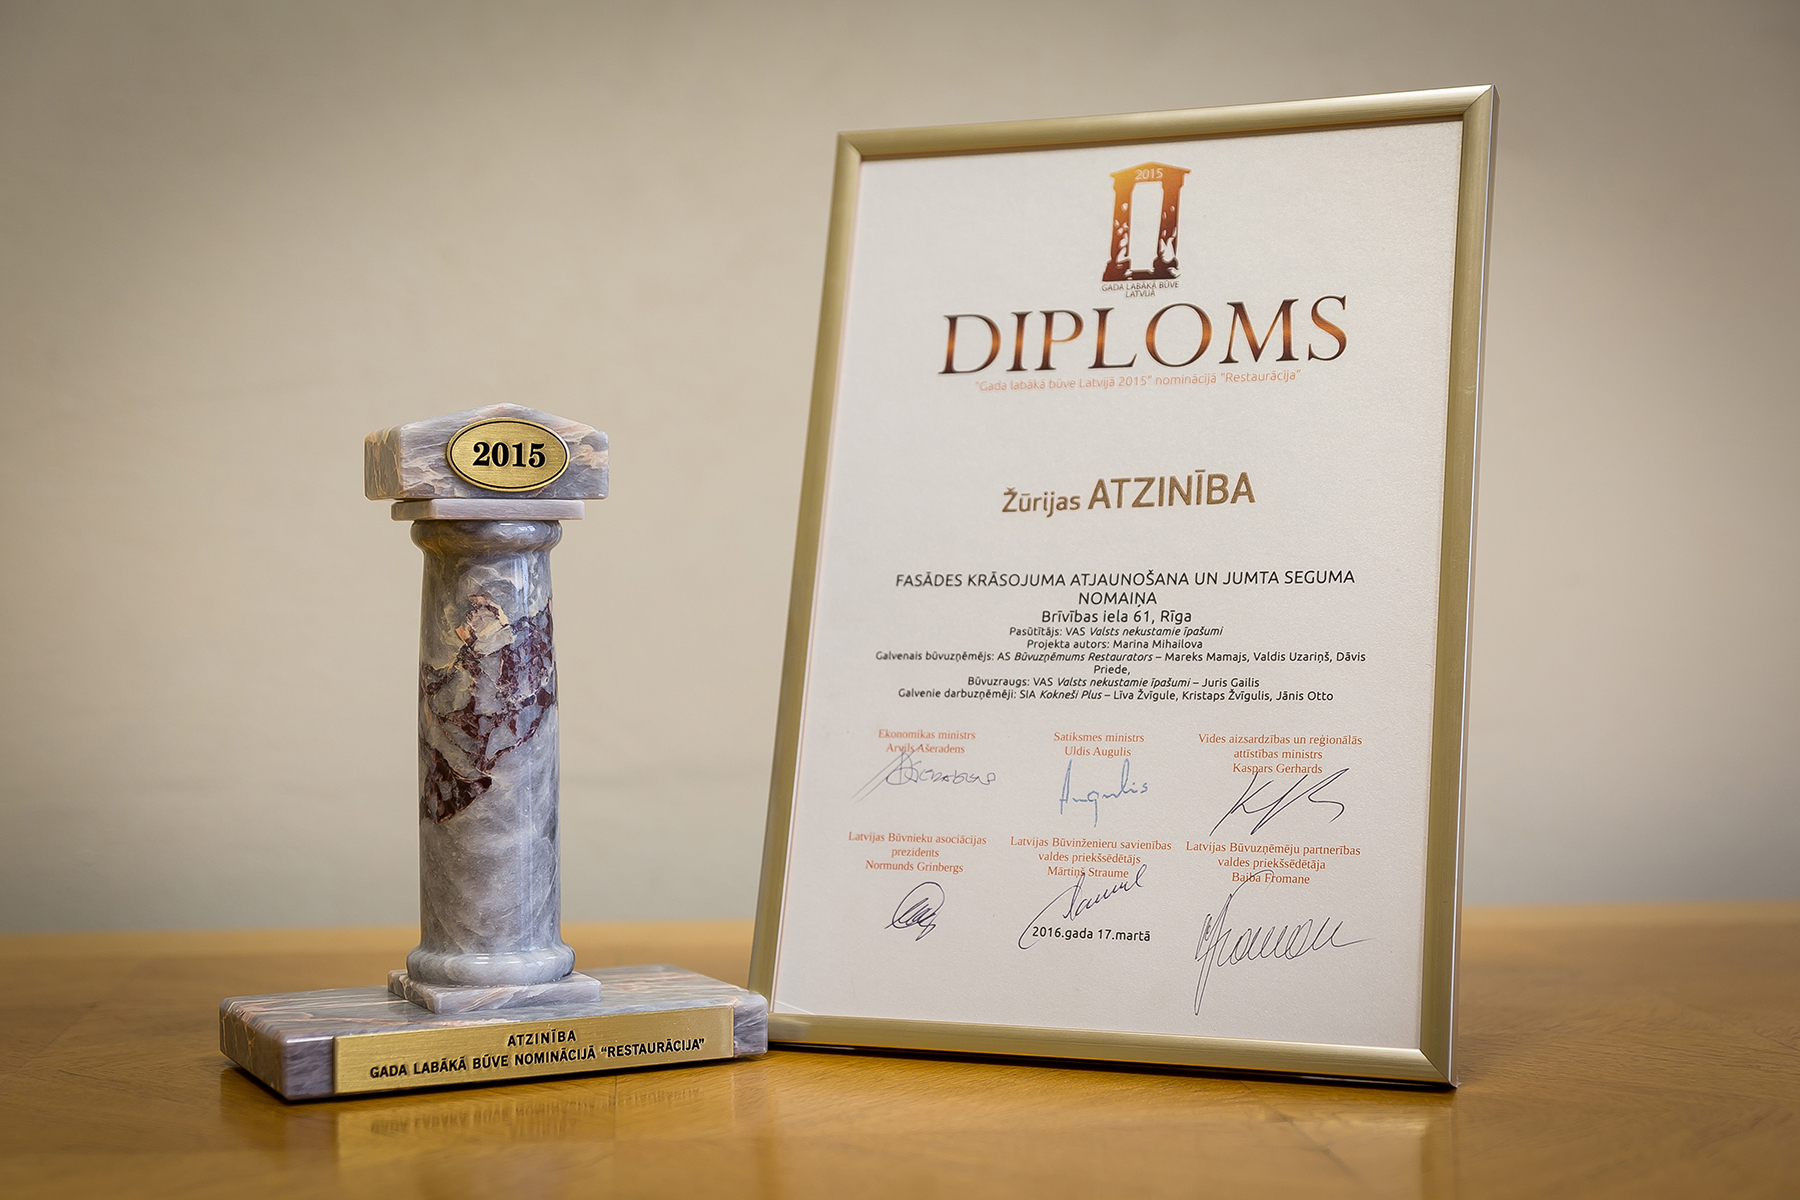 2015
ATZINĪBA
GADA LABĀKĀ BŪVE NOMINĀCIJĀ “RESTAURĀCIJA”
2015
GADA LABĀKĀ BŪVE
LATVIJĀ
DIPLOMS
“Gada labākā būve Latvijā 2015” nominācijā “Restaurācija”
Žūrijas ATZINĪBA
FASĀDES KRĀSOJUMA ATJAUNOŠANA UN JUMTA SEGUMA
NOMAIŅA
Brīvības iela 61, Rīga
Pasūtītājs: VAS Valsts nekustamie īpašumi
Projekta autors: Marina Mihailova
Galvenais būvuzņēmējs: AS Būvuzņēmums Restaurators – Mareks Mamajs, Valdis Uzariņš, Dāvis
Priede,
Būvuzraugs: VAS Valsts nekustamie īpašumi – Juris Gailis
Galvenie darbuzņēmēji: SIA Kokneši Plus – Līva Žvīgule, Kristaps Žvīgulis, Jānis Otto
Ekonomikas ministrs
Arvils Ašeradens
Satiksmes ministrs
Uldis Augulis
Augulis
Vides aizsardzības un reģionālās
attīstības ministrs
Kaspars Gerhards
Latvijas Būvnieku asociācijas
prezidents
Normunds Grinbergs
Latvijas Būvinženieru savienības
valdes priekšsēdētājs
Mārtiņš Straume
Latvijas Būvuzņēmēju partnerības
valdes priekšsēdētāja
Baiba Fromane
2016.gada 17.martā